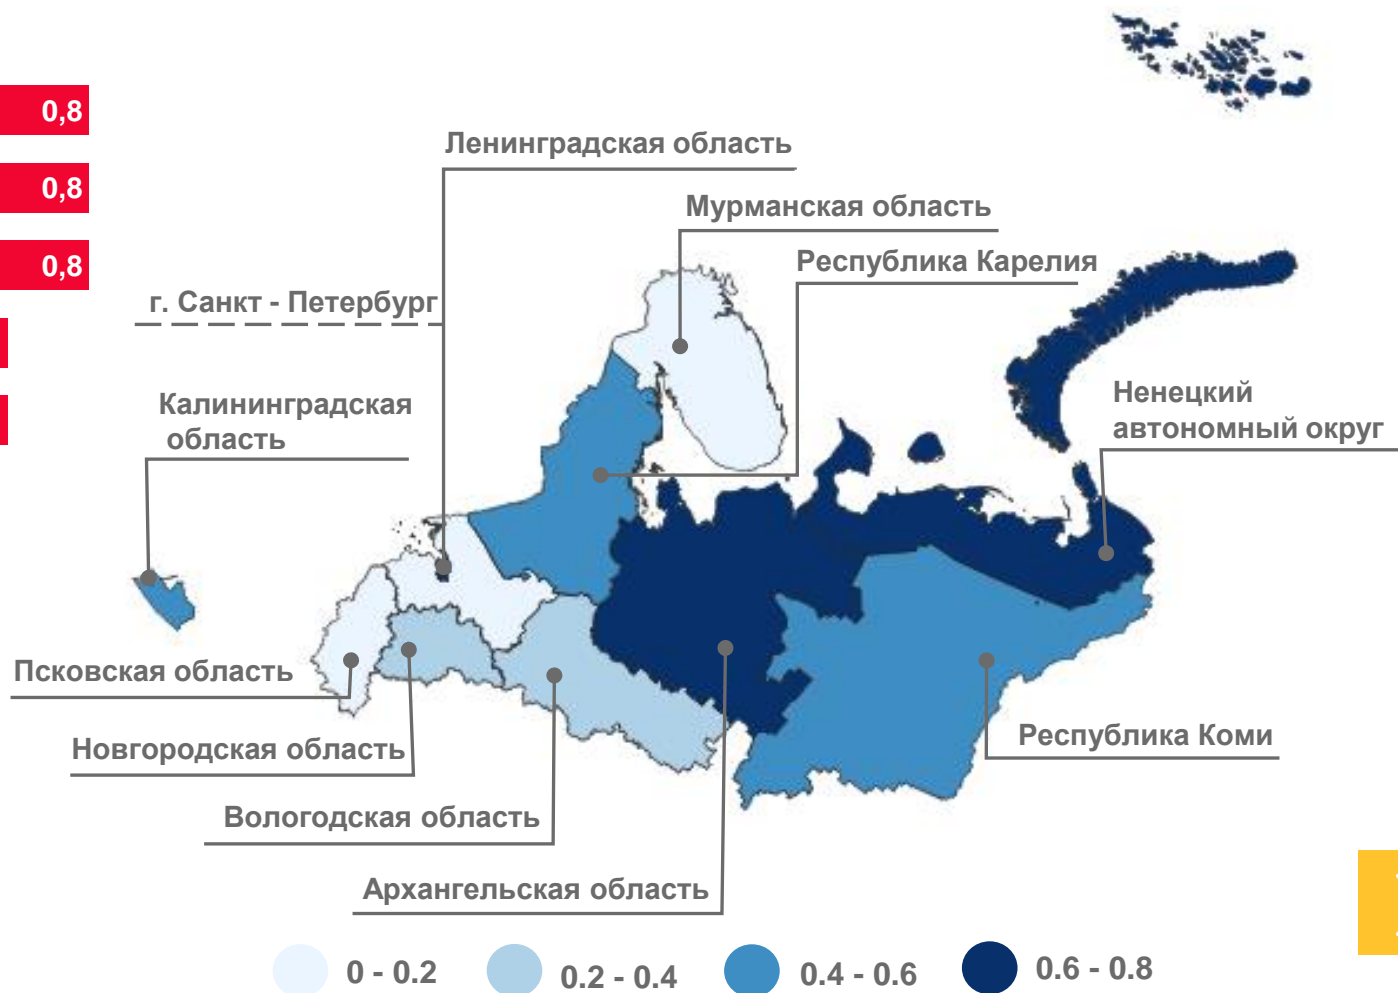 0,8
0,8
0,8
Ленинградская область
Мурманская область
Республика Карелия
г. Санкт - Петербург
Калининградская
область
Ненецкий
автономный округ
Псковская область
Новгородская область
Республика Коми
Вологодская область
Архангельская область
0 - 0.2
0.2 - 0.4
0.4 - 0.6
0.6 - 0.8